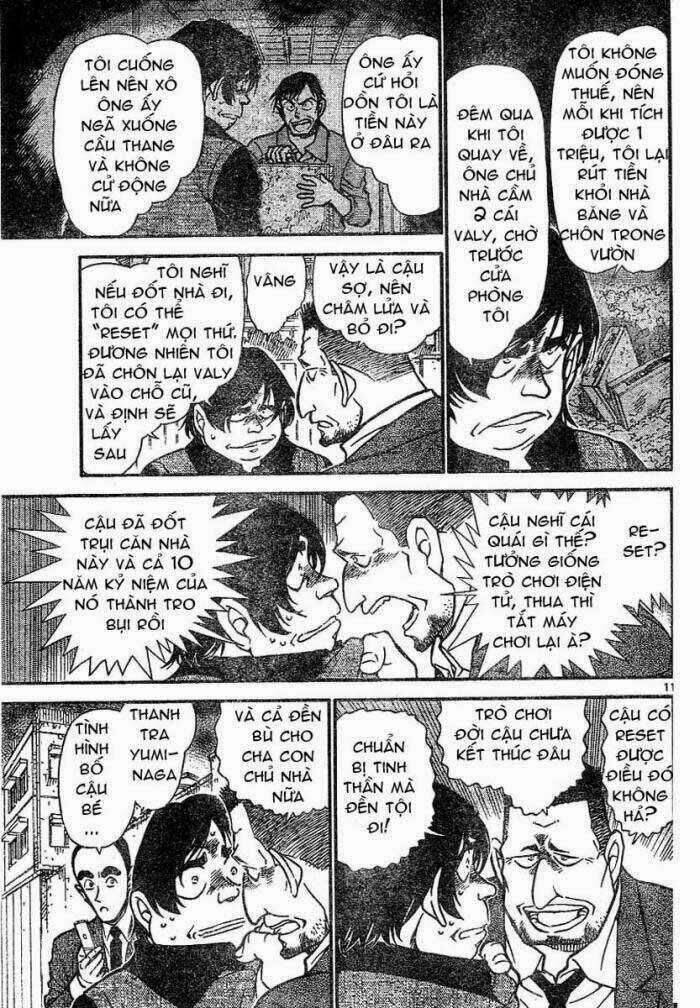 TÔI KHÔNG
MUỐN ĐÓNG
THUẾ, NÊN
MỖI KHI TÍCH
ĐƯỢC 1
TRIỆU, TÔI LẠI
RÚT TIỀN
KHỎI NHÀ
BĂNG VÀ
CHÔN TRONG
VƯỜN
ĐÊM QUA
KHI TÔI
QUAY VỀ,
ÔNG CHỦ
NHÀ CẦM
2 CÁI
VALY, CHỜ
TRƯỚC
CỬA
PHÒNG
TÔI
ÔNG ẤY
CỨ HỎI
DỒN TÔI LÀ
TIỀN NÀY
Ở ĐÂU RA
TÔI CUỐNG
LÊN NÊN XÔ
ÔNG ẤY
NGÃ XUỐNG
CẦU THANG
VÀ KHÔNG
CỬ ĐỘNG
NỮA
VẬY LÀ CẬU
SỢ, NÊN
CHÂM LỬA VÀ
BỎ ĐI?
VÂNG
TÔI NGHĨ
NẾU ĐỐT NHÀ ĐI,
TÔI CÓ THỂ
"RESET" MỌI THỨ.
ĐƯƠNG NHIÊN TÔI
ĐÃ CHÔN LẠI VALY
VÀO CHỖ CŨ,
VÀ ĐỊNH SẼ
LẤY
SAU
RE-
SET?
CẬU NGHĨ CÁI
QUÁI GÌ THẾ?
TƯỞNG GIỐNG
TRÒ CHƠI ĐIỆN
TỬ, THUA THÌ
TẮT MÁY
CHƠI LẠI À?
CẬU ĐÃ ĐỐT
TRỤI CĂN NHÀ
NÀY VÀ CẢ 10
NĂM KỶ NIỆM CỦA
NÓ THÀNH TRO
BỤI RỒI
11
CẬU CÓ
RESET
ĐƯỢC
ĐIỀU ĐÓ
KHÔNG
HẢ?
TRÒ CHƠI
ĐỜI CẬU CHƯA
KẾT THÚC ĐÂU
CHUẨN
BỊ TINH
THẦN MÀ
ĐỀN TỘI
ĐI!
VÀ CẢ ĐỀN
BÙ CHO
CHA CON
CHỦ NHÀ
NỮA
THANH
TRA
YUMI-
NAGA
TÌNH
HÌNH
BỐ
CẬU
BÉ
...